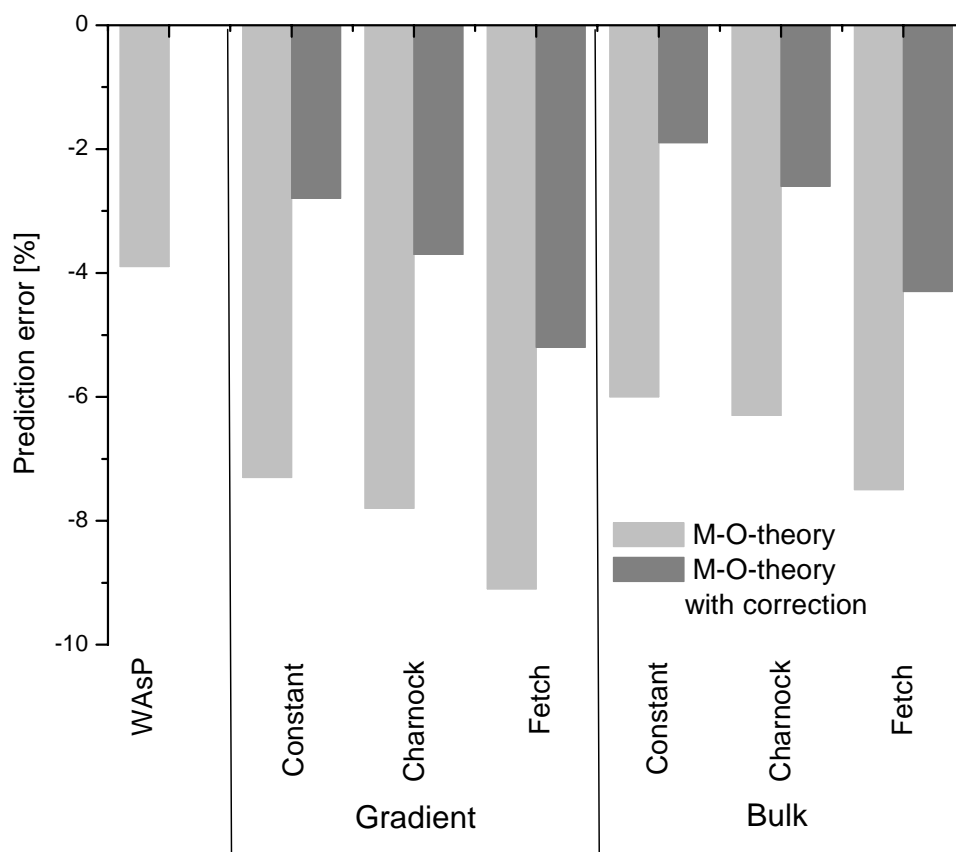 Prediction error [%]
0
-2
-4
-6
-8
-10
M-O-theory
M-O-theory
with correction
WAsP
Constant
Charnock
Fetch
Constant
Charnock
Fetch
Gradient
Bulk